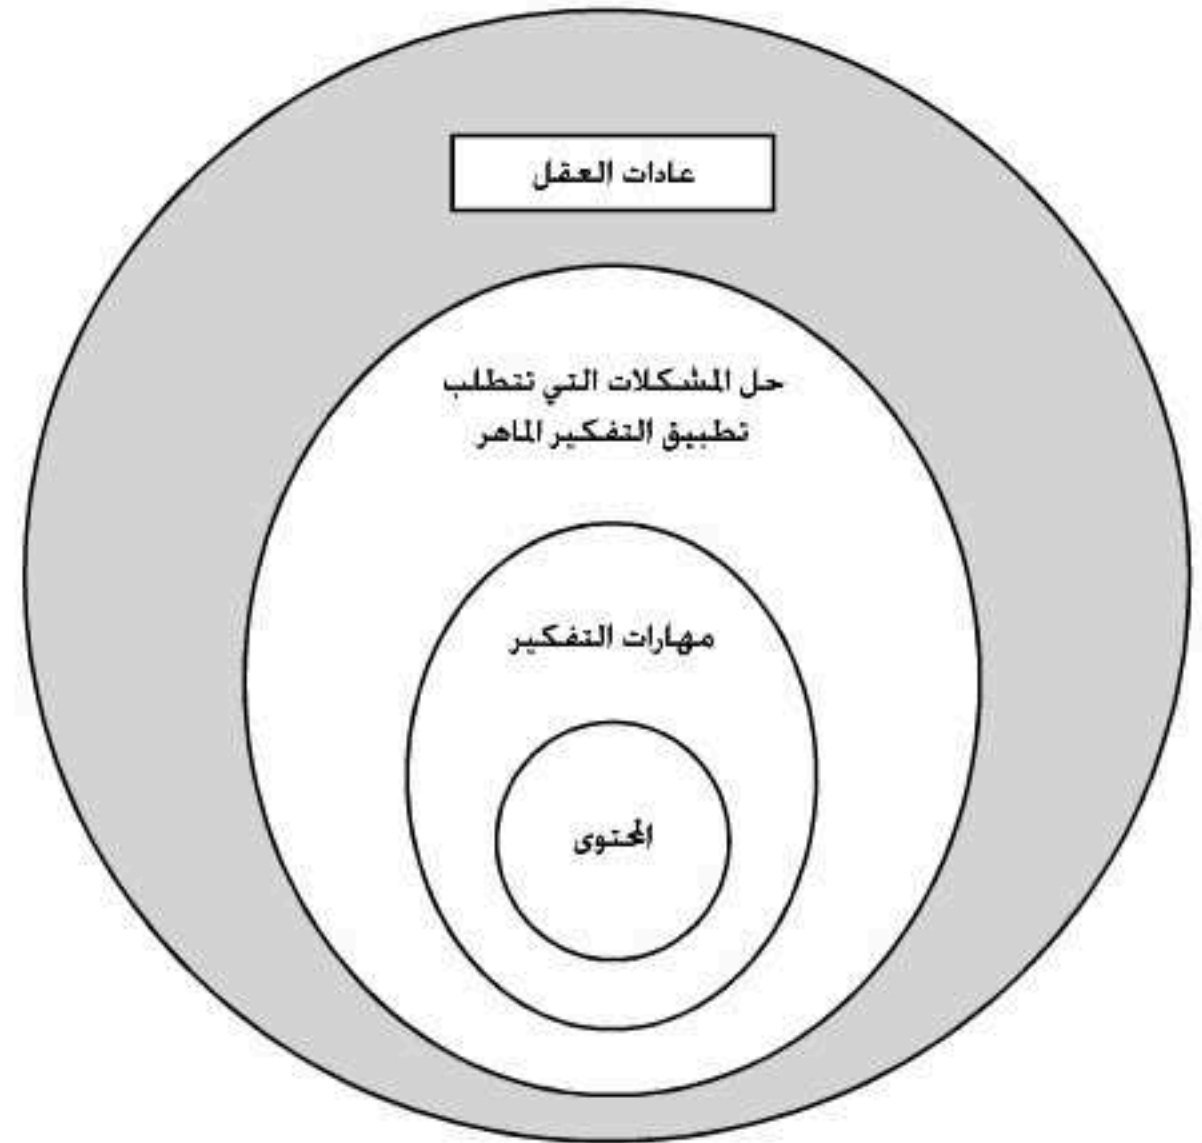 عادات العقل
حل المشكلات التي تتطلب
تطبيق التفكير الماهر
مهارات التفكير
المحتوى